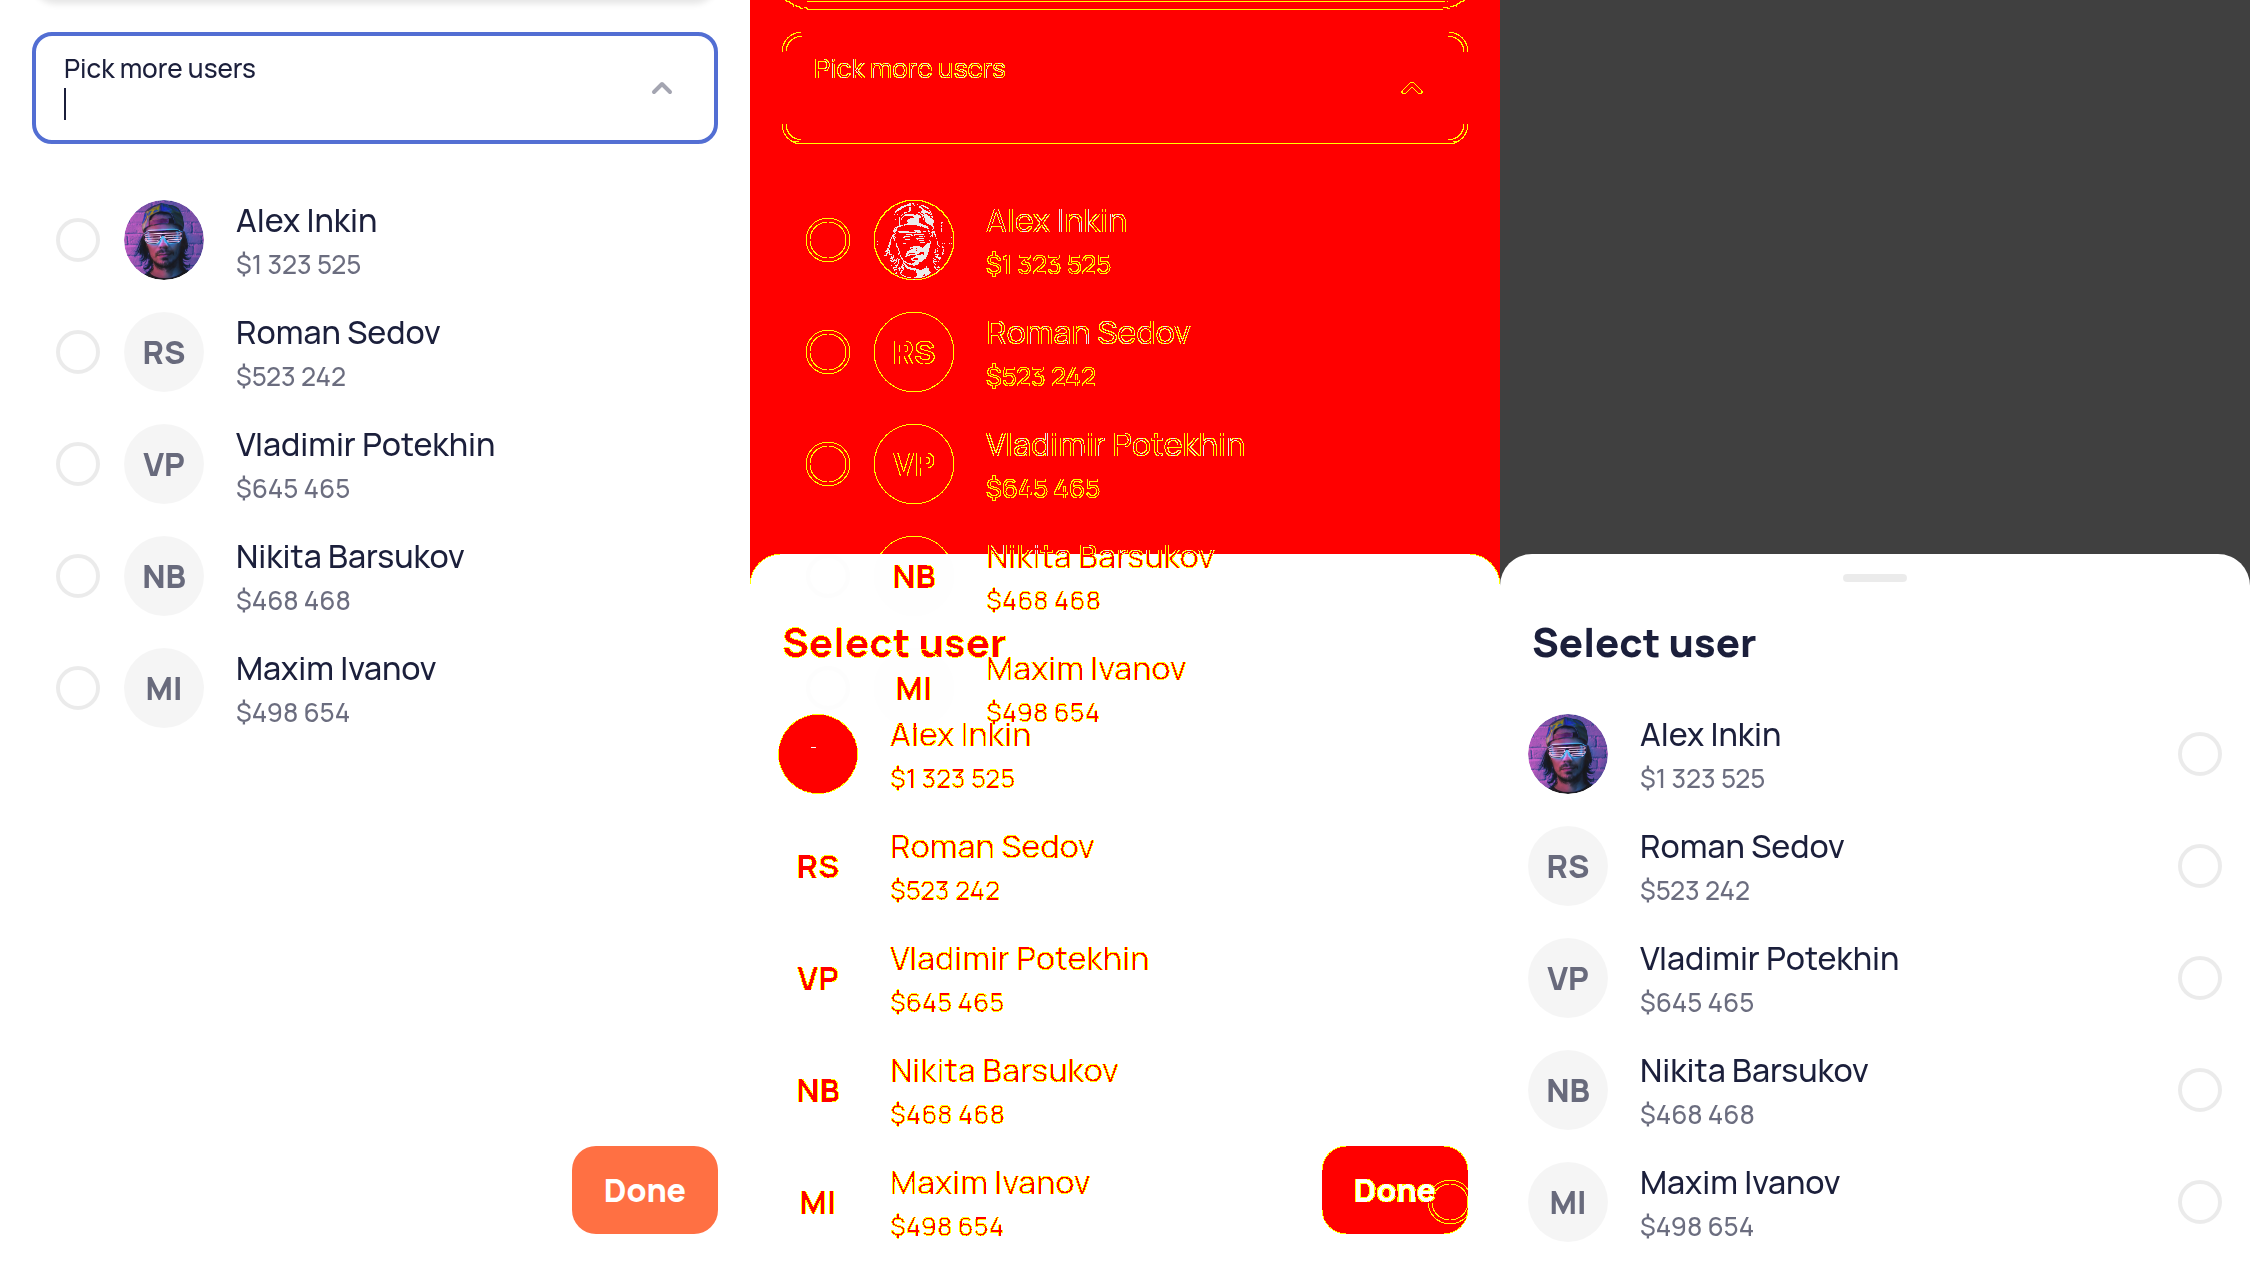 Pick more users
Alex Inkin
$1 323 525
RS
Roman Sedov
$523 242
VP
Vladimir Potekhin
$645 465
NB
Nikita Barsukov
$468 468
MI
Maxim Ivanov
$498 654
Done
Pick more users
Alex Inkin
$1 323 525
RS
Roman Sedov
$523 242
VP
Vladimir Potekhin
$645 465
Nikita Barsukov
NB
$468 468
Select user
Maxim Ivanov
MI
$498 654
Alex Inkin
$1 323 525
RS
Roman Sedov
$523 242
VP
Vladimir Potekhin
$645 465
NB
Nikita Barsukov
$468 468
MI
Maxim Ivanov
$498 654
Done
Select user
Alex Inkin
$1 323 525
RS
Roman Sedov
$523 242
VP
Vladimir Potekhin
$645 465
NB
Nikita Barsukov
$468 468
MI
Maxim Ivanov
$498 654